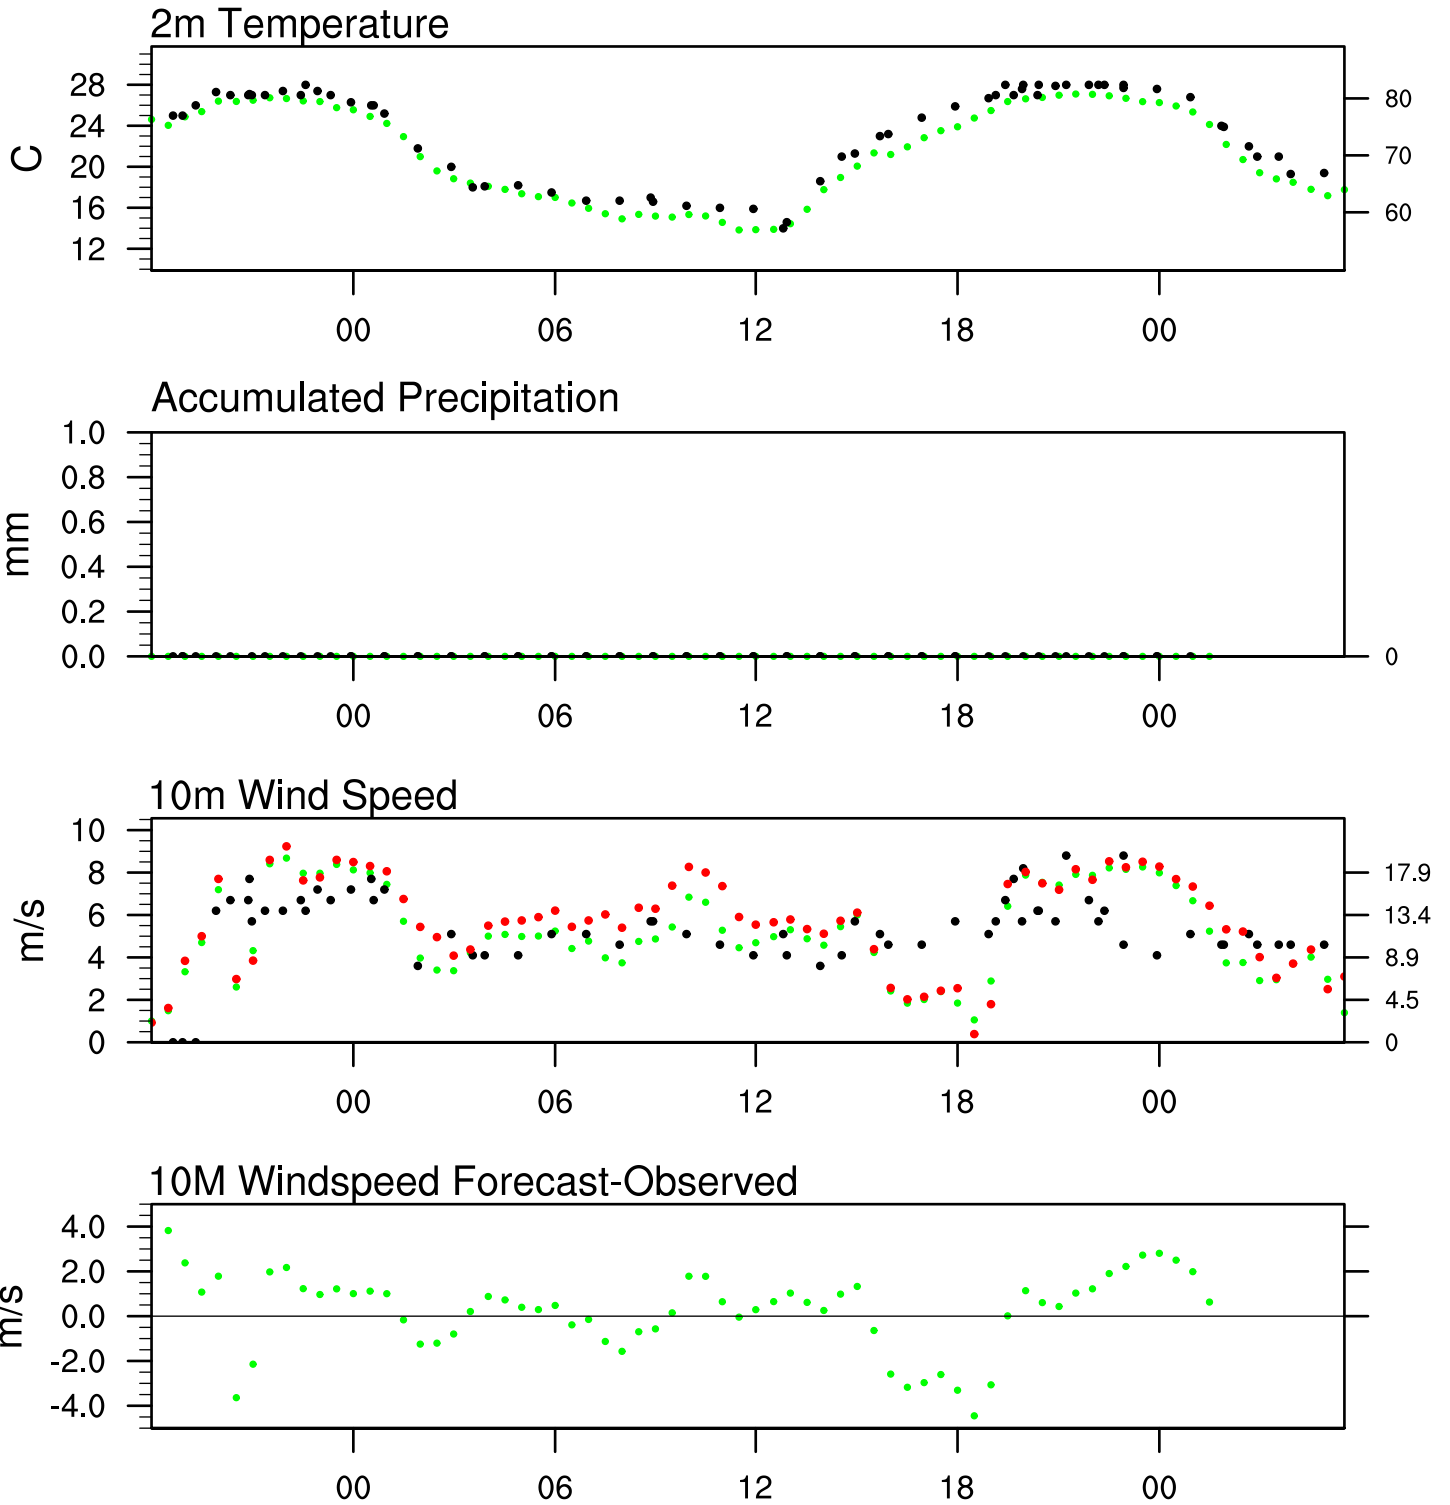 2m Temperature
28
24
20
16
12
C
80
70
60
00 06 12 18 00
Accumulated Precipitation
1.0
0.8
0.6
0.4
0.2
0.0
mm
0
00 06 12 18 00
10m Wind Speed
10
8
6
4
2
0
m/s
17.9
13.4
8.9
4.5
0
00 06 12 18 00
10M Windspeed Forecast-Observed
4.0
2.0
0.0
-2.0
-4.0
m/s
00 06 12 18 00